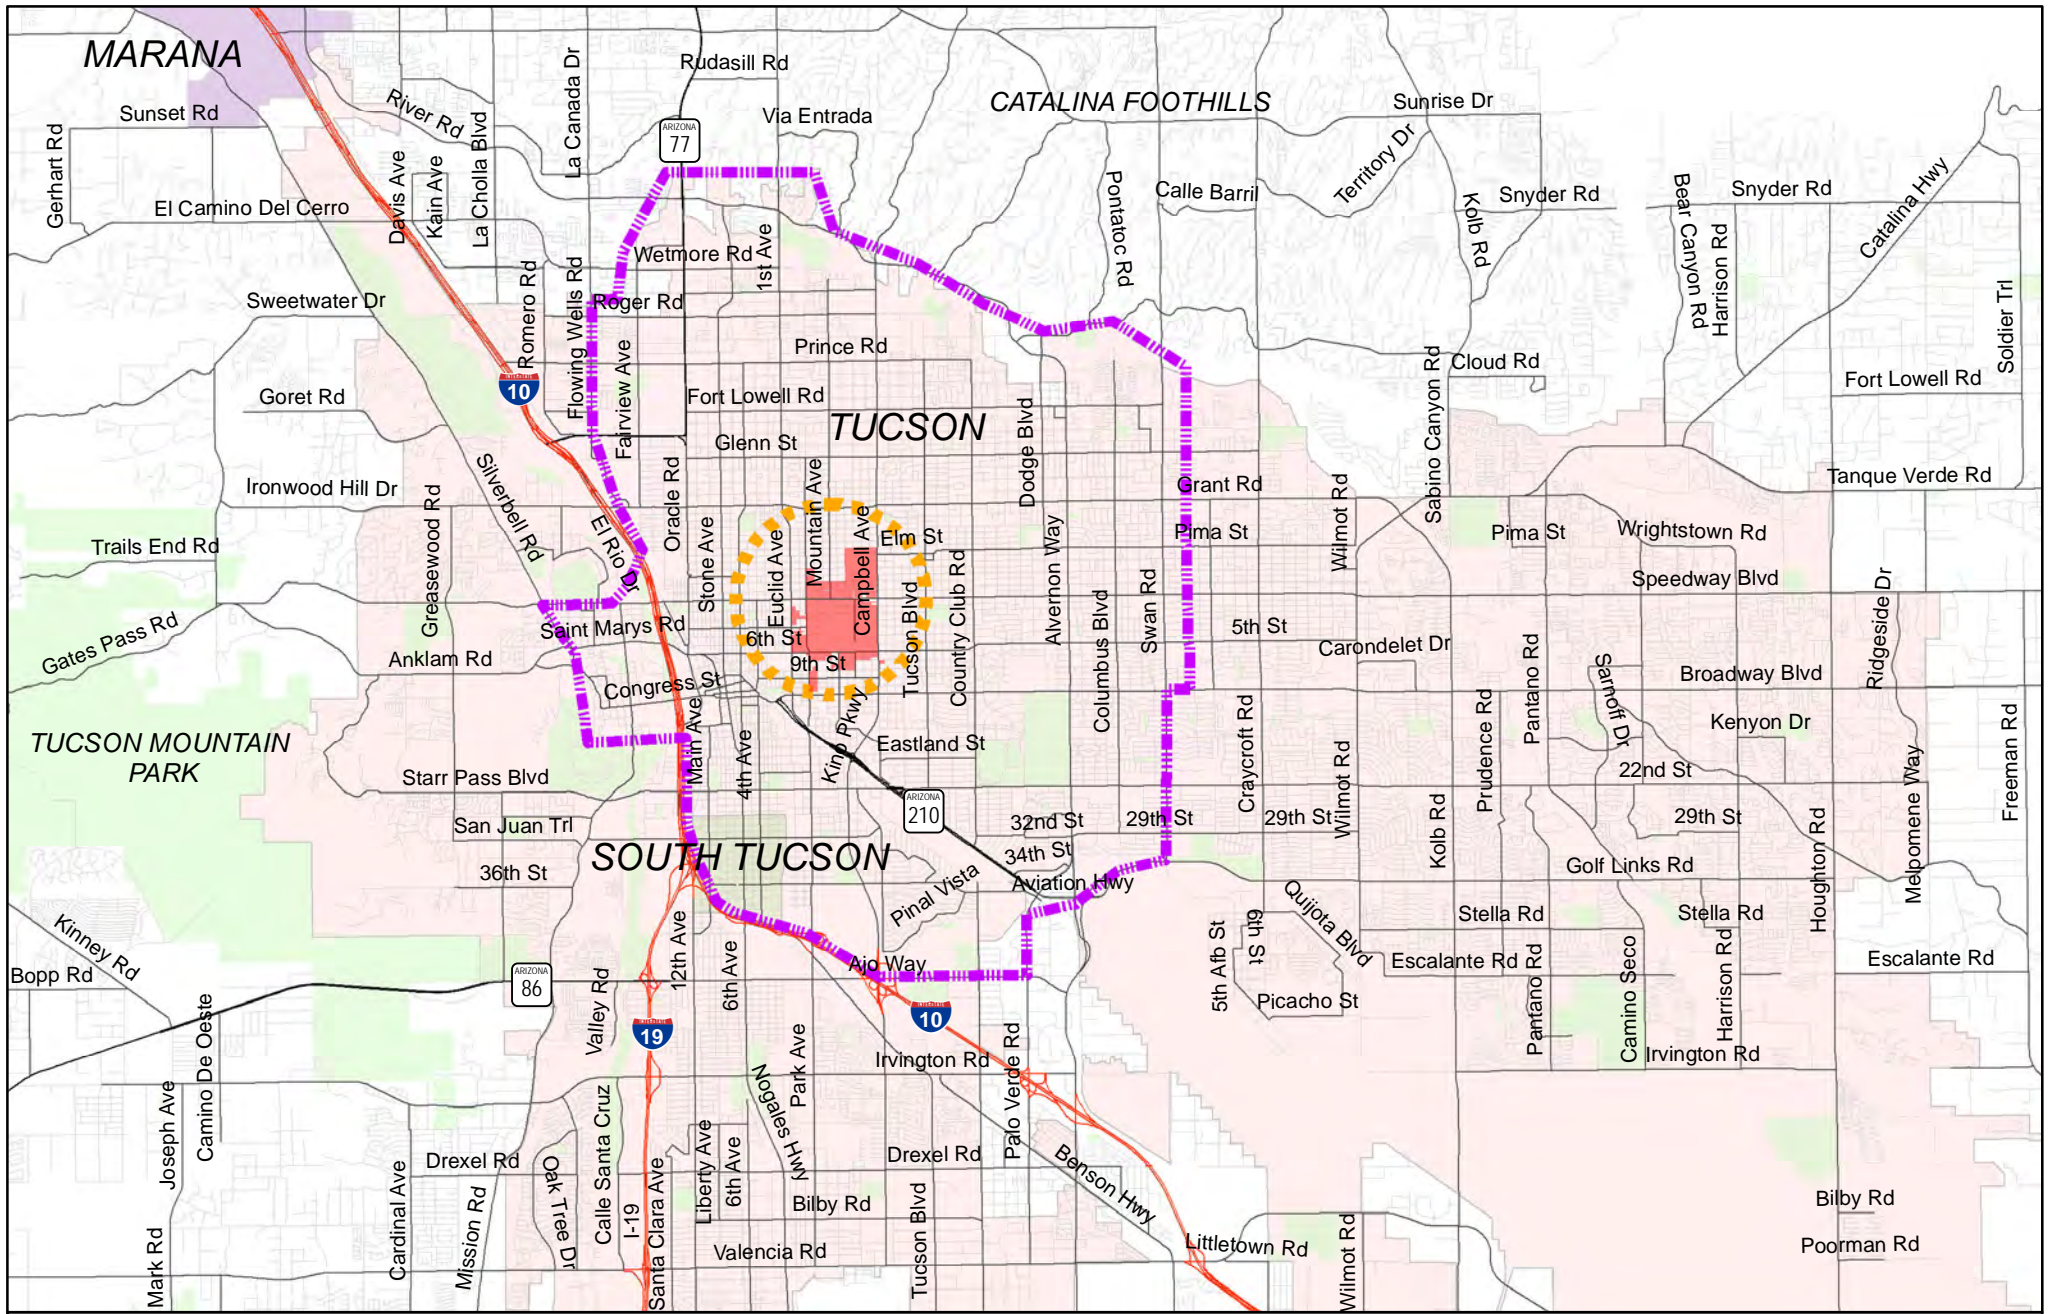 MARANA
Rudasill Rd
La Canada Dr
CATALINA FOOTHILLS
Sunrise Dr
Sunset Rd
River Rd
Via Entrada
ARIZONA
77
Gerhart Rd
Davis Ave
Kain Ave
La Cholla Blvd
Territory Dr
Pontatoc Rd
Calle Barril
Kolb Rd
Snyder Rd
Bear Canyon Rd
Snyder Rd
Harrison Rd
Catalina Hwy
El Camino Del Cerro
Wetmore Rd
1st Ave
Sweetwater Dr
Romero Rd
Flowing Wells Rd
Roger Rd
Soldier Trl
Fairview Ave
Prince Rd
Sabino Canyon Rd
Cloud Rd
Fort Lowell Rd
10
Goret Rd
Fort Lowell Rd
TUCSON
Dodge Blvd
Glenn St
Silverbell Rd
Oracle Rd
Mountain Ave
Grant Rd
Wilmot Rd
Tanque Verde Rd
Ironwood Hill Dr
Greasewood Rd
El Rio Dr
Stone Ave
Euclid Ave
Campbell Ave
Elm St
Alvernon Way
Pima St
Pima St
Wrightstown Rd
Trails End Rd
Speedway Blvd
Tucson Blvd
Country Club Rd
Columbus Blvd
Swan Rd
Ridgeside Dr
Gates Pass Rd
Saint Marys Rd
6th St
5th St
Carondelet Dr
Pantano Rd
Anklam Rd
9th St
Sarnoff Dr
Broadway Blvd
Congress St
Main Ave
Kino Pkwy
Craycroft Rd
Prudence Rd
Kenyon Dr
Freeman Rd
TUCSON MOUNTAIN
PARK
4th Ave
Eastland St
Wilmot Rd
22nd St
Melpomene Way
Starr Pass Blvd
ARIZONA
210
Kolb Rd
San Juan Trl
32nd St
29th St
29th St
29th St
Houghton Rd
SOUTH TUCSON
34th St
36th St
Golf Links Rd
Aviation Hwy
Pinal Vista
Quijota Blvd
Kinney Rd
12th Ave
6th Ave
5th Afb St
6th St
Stella Rd
Stella Rd
Bopp Rd
Ajo Way
Escalante Rd
Pantano Rd
Camino Seco
Harrison Rd
Escalante Rd
ARIZONA
86
Valley Rd
Picacho St
10
19
Camino De Oeste
Park Ave
Irvington Rd
Palo Verde Rd
Irvington Rd
Joseph Ave
Nogales Hwy
Calle Santa Cruz
Liberty Ave
6th Ave
Drexel Rd
Drexel Rd
Benson Hwy
Oak Tree Dr
Cardinal Ave
Mission Rd
I-19
Santa Clara Ave
Bilby Rd
Tucson Blvd
Bilby Rd
Mark Rd
Valencia Rd
Littletown Rd
Wilmot Rd
Poorman Rd